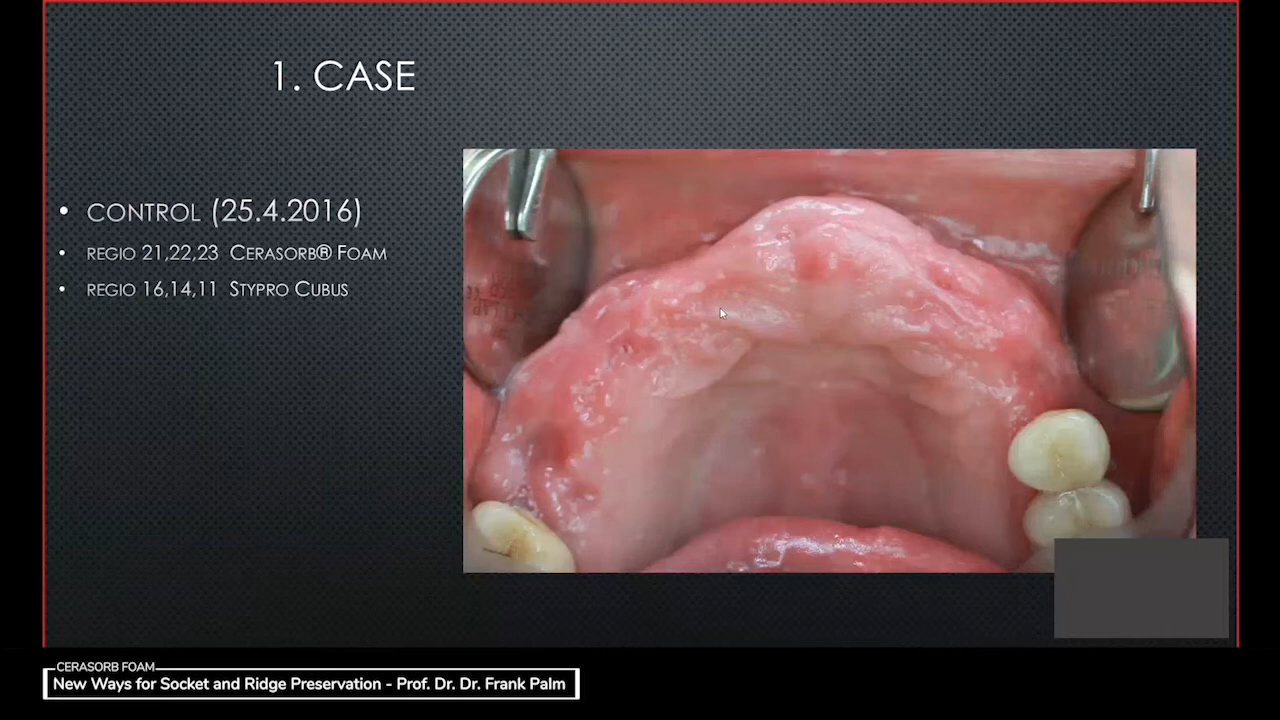 1. CASE
• CONTROL (25.4.2016)
• REGIO 21,22,23 CERASORB® FOAM
• REGIO 16,14,11 STYPRO CUBUS
CERASORB FOAM
New Ways for Socket and Ridge Preservation - Prof. Dr. Dr. Frank Palm